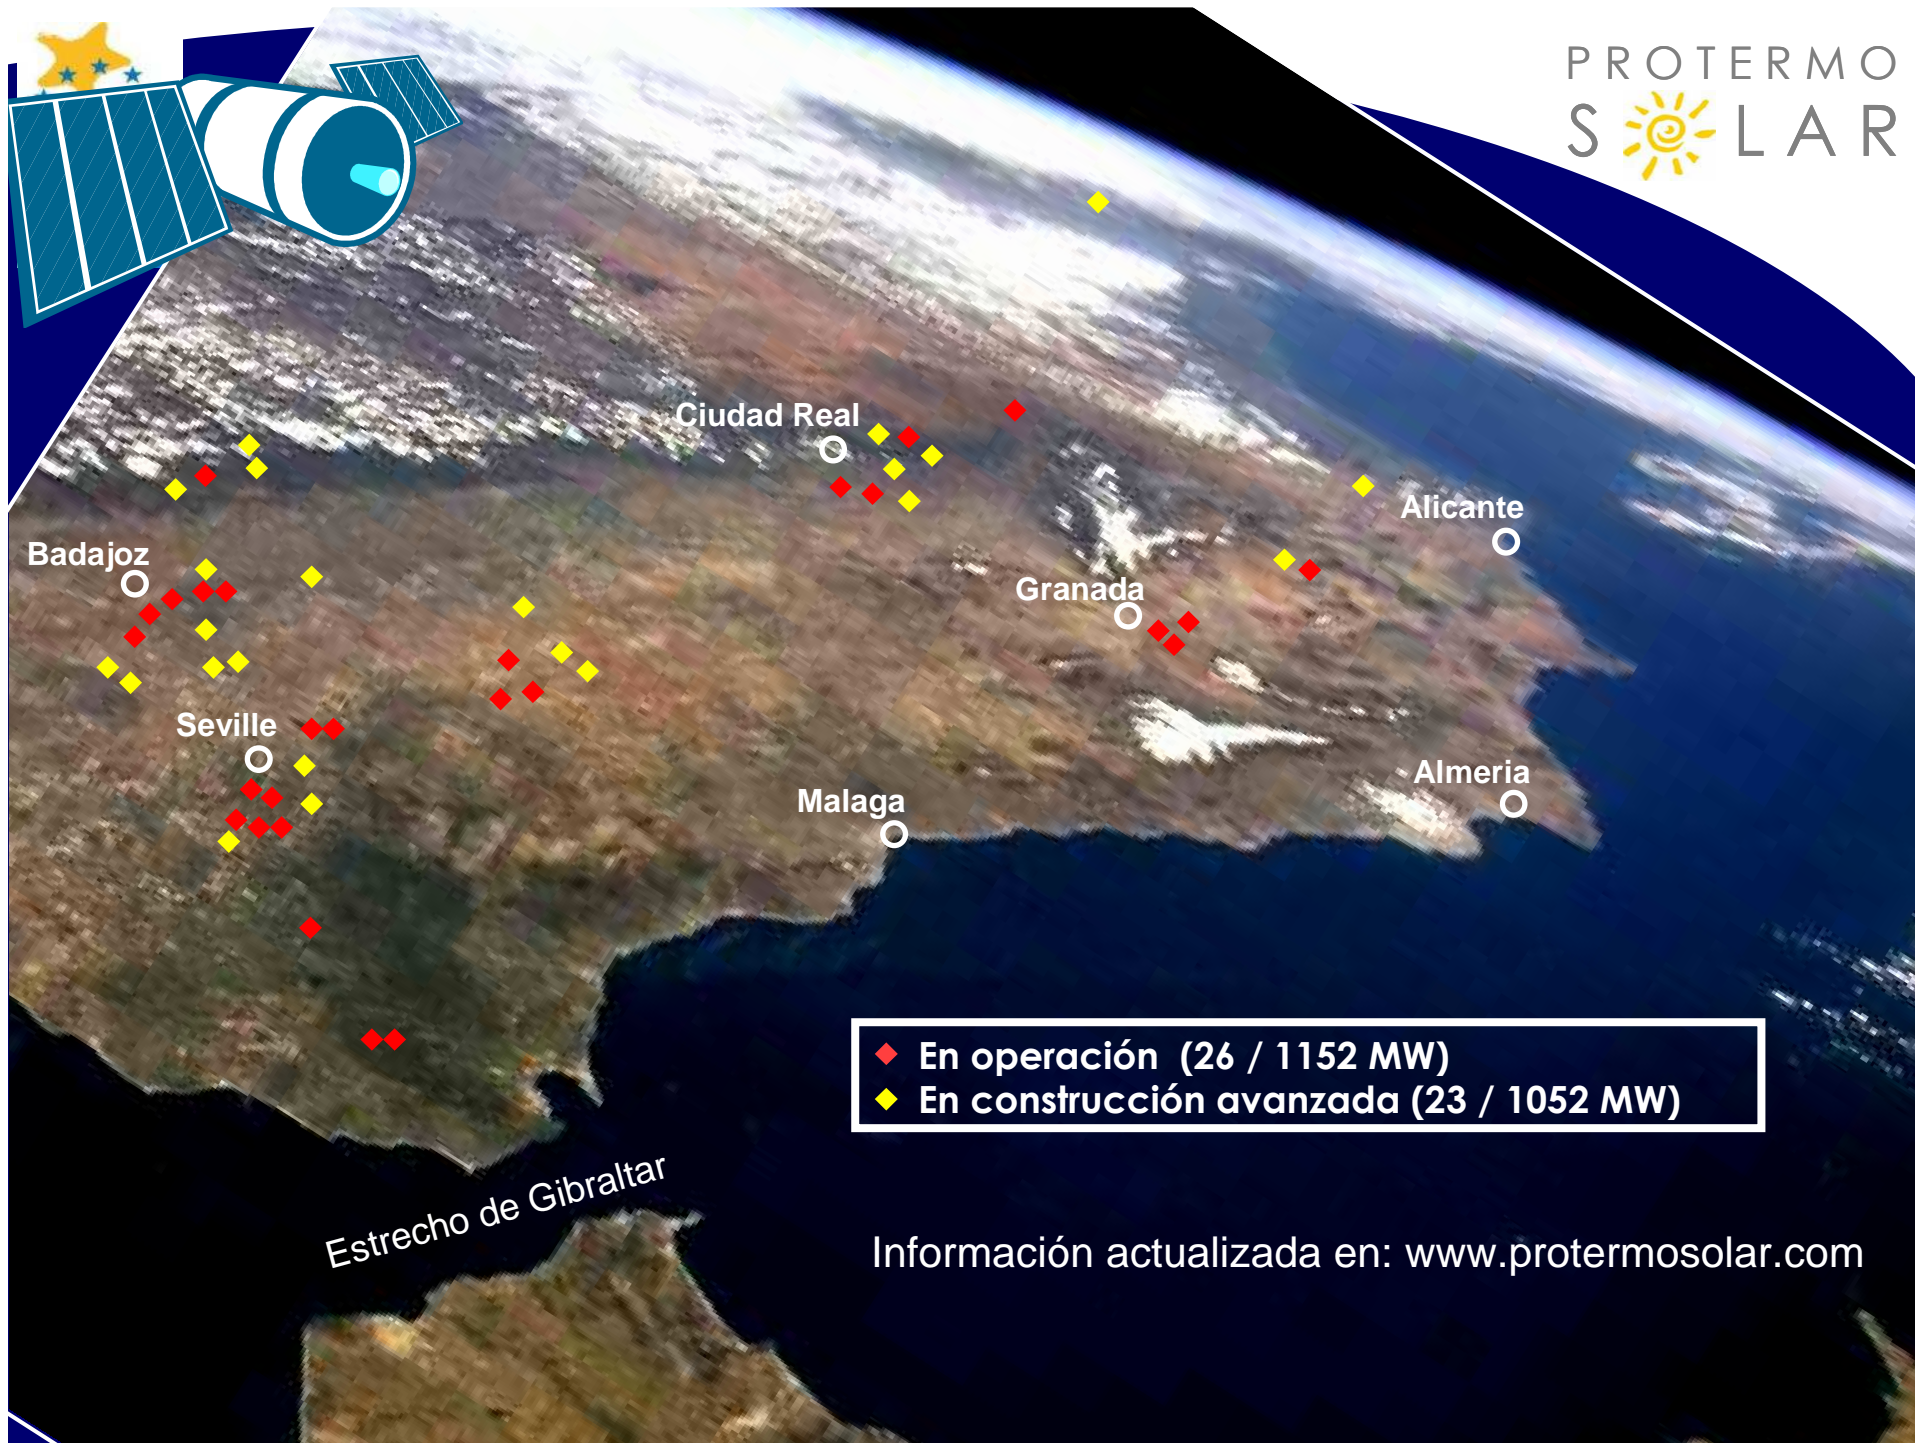 PROTERMO
SOLAR
Ciudad Real
Alicante
Badajoz
Granada
Seville
Almeria
Malaga
En operación (26 / 1152 MW)
En construcción avanzada (23 / 1052 MW)
Estrecho de Gibraltar
Información actualizada en: www.protermosolar.com